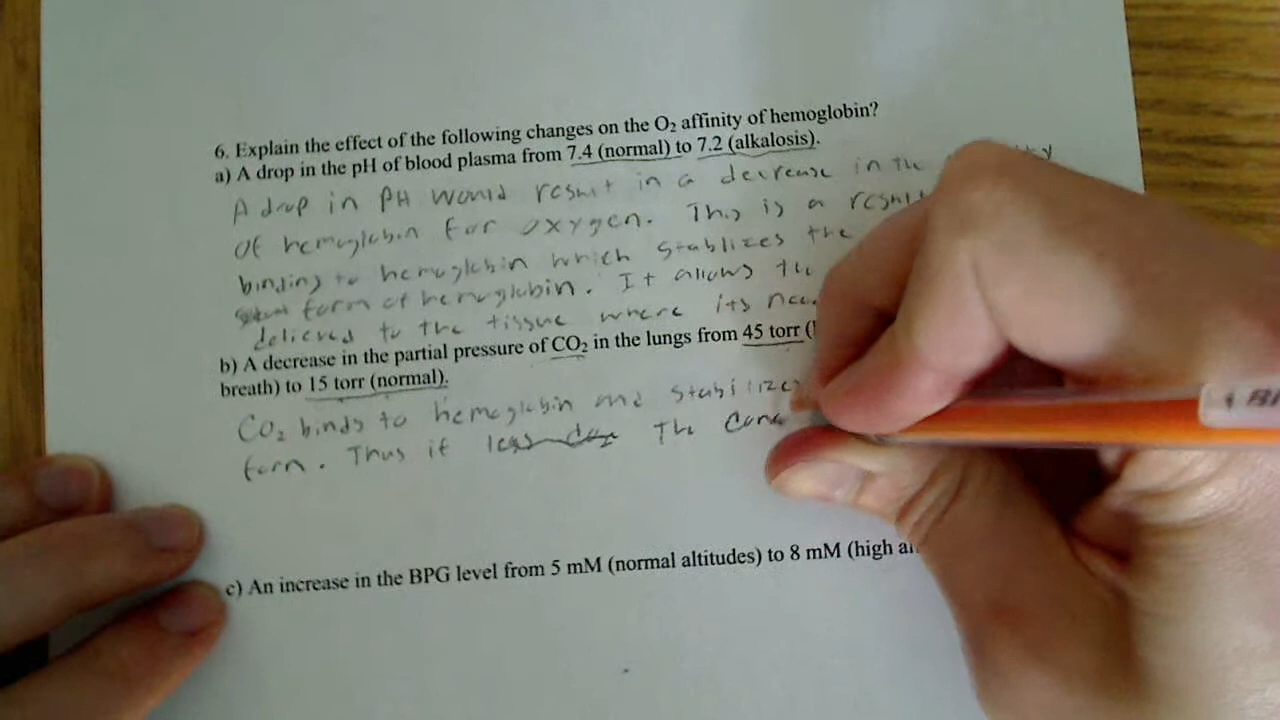 6. Explain the effect of the following changes on the O₂ affinity of hemoglobin?
a) A drop in the pH of blood plasma from 7.4 (normal) to 7.2 (alkalosis).
A drop in PH would result in a decrease in the
of hemoglobin for oxygen. This is a result
binding to hemoglobin which stablizes the
form of hemoglobin. It allows the
delieved to the tissue where its
b) A decrease in the partial pressure of CO₂ in the lungs from 45 torr
breath) to 15 torr (normal).
CO₂ binds to hemoglobin and stabilizes
form. Thus if less The Conc
c) An increase in the BPG level from 5 mM (normal altitudes) to 8 mM (high